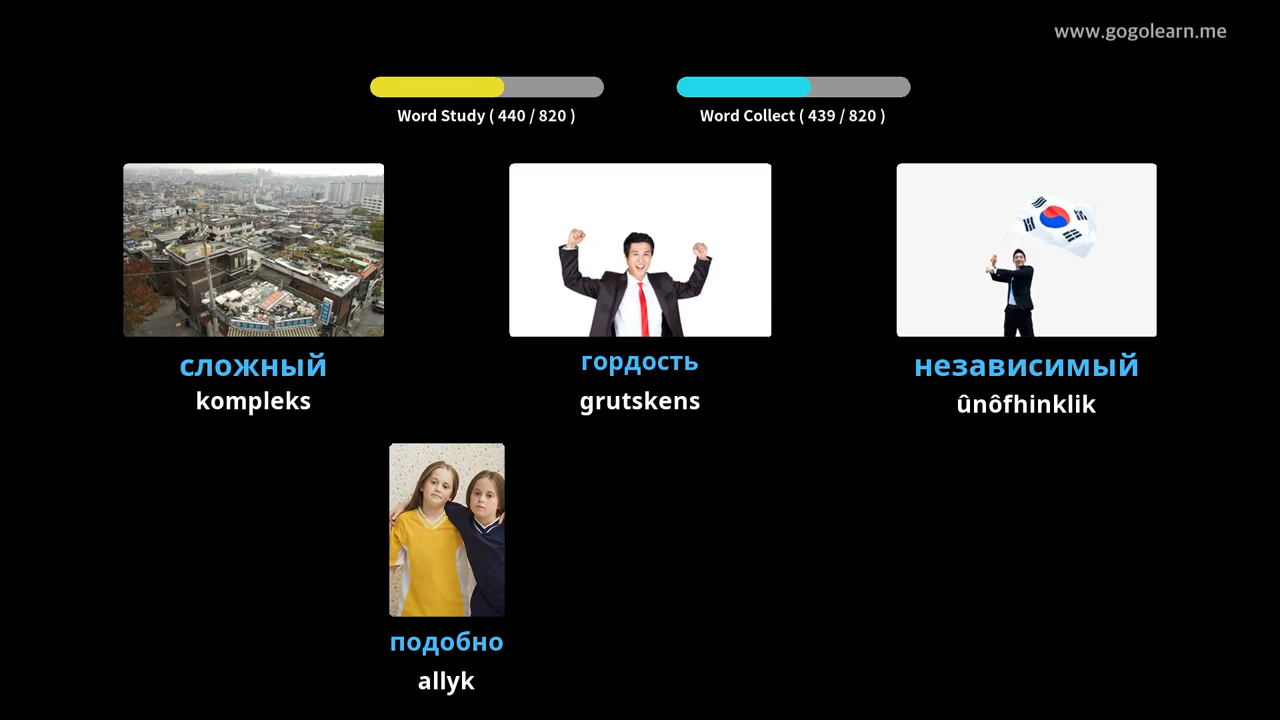 www.gogolearn.me
Word Study ( 440 / 820 )
Word Collect ( 439 / 820 )
сложный
kompleks
гордость
grutskens
независимый
ûnôfhinklik
подобно
allyk